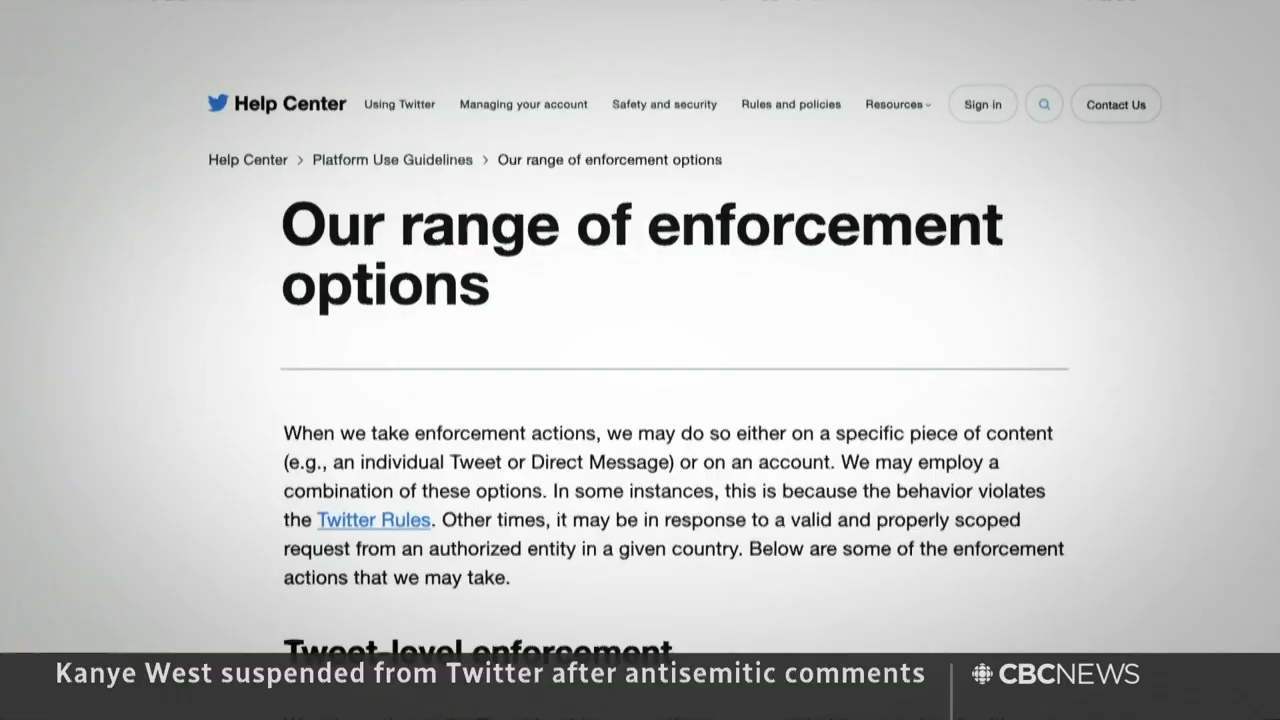 Help Center Using Twitter Managing your account Safety and security Rules and policies Resources Sign in Contact Us
Help Center > Platform Use Guidelines > Our range of enforcement options
Our range of enforcement
options
When we take enforcement actions, we may do so either on a specific piece of content
(e.g., an individual Tweet or Direct Message) or on an account. We may employ a
combination of these options. In some instances, this is because the behavior violates
the Twitter Rules. Other times, it may be in response to a valid and properly scoped
request from an authorized entity in a given country. Below are some of the enforcement
actions that we may take.
Tweet-level enforcement
Kanye West suspended from Twitter after antisemitic comments CBCNEWS